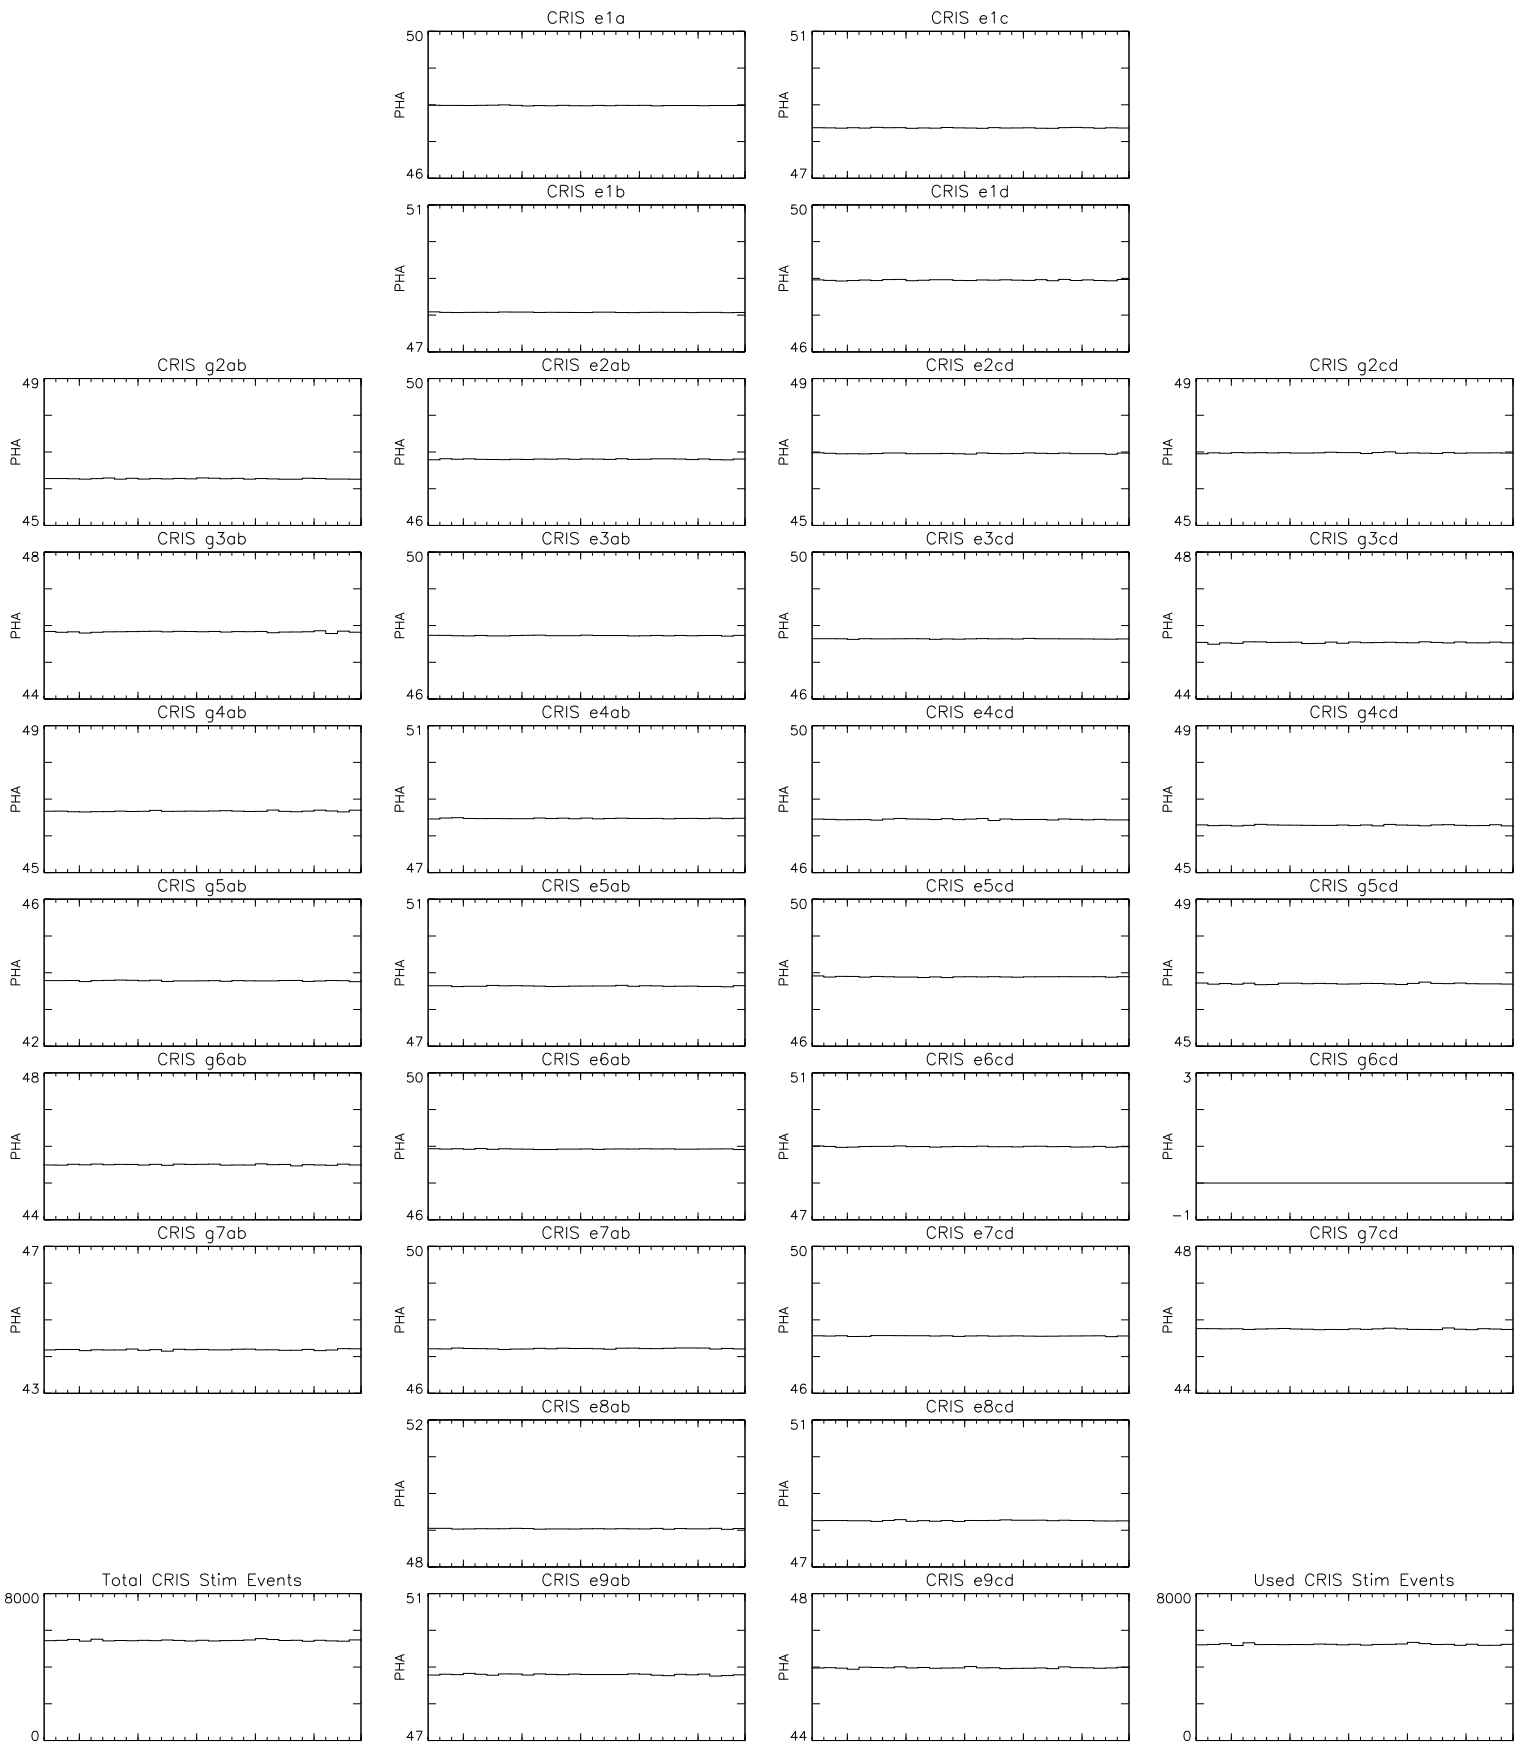 CRIS e1a
50
PHA
46
CRIS e1c
51
PHA
47
CRIS e1b
51
PHA
47
CRIS e1d
50
PHA
46
CRIS g2ab
49
PHA
45
CRIS e2ab
50
PHA
46
CRIS e2cd
49
PHA
45
CRIS g2cd
49
PHA
45
CRIS g3ab
48
PHA
44
CRIS e3ab
50
PHA
46
CRIS e3cd
50
PHA
46
CRIS g3cd
48
PHA
44
CRIS g4ab
49
PHA
45
CRIS e4ab
51
PHA
47
CRIS e4cd
50
PHA
46
CRIS g4cd
49
PHA
45
CRIS g5ab
46
PHA
42
CRIS e5ab
51
PHA
47
CRIS e5cd
50
PHA
46
CRIS g5cd
49
PHA
45
CRIS g6ab
48
PHA
44
CRIS e6ab
50
PHA
46
CRIS e6cd
51
PHA
47
CRIS g6cd
3
PHA
-1
CRIS g7ab
47
PHA
43
CRIS e7ab
50
PHA
46
CRIS e7cd
50
PHA
46
CRIS g7cd
48
PHA
44
CRIS e8ab
52
PHA
48
CRIS e8cd
51
PHA
47
Total CRIS Stim Events
8000
0
CRIS e9ab
51
PHA
47
CRIS e9cd
48
PHA
44
Used CRIS Stim Events
8000
0